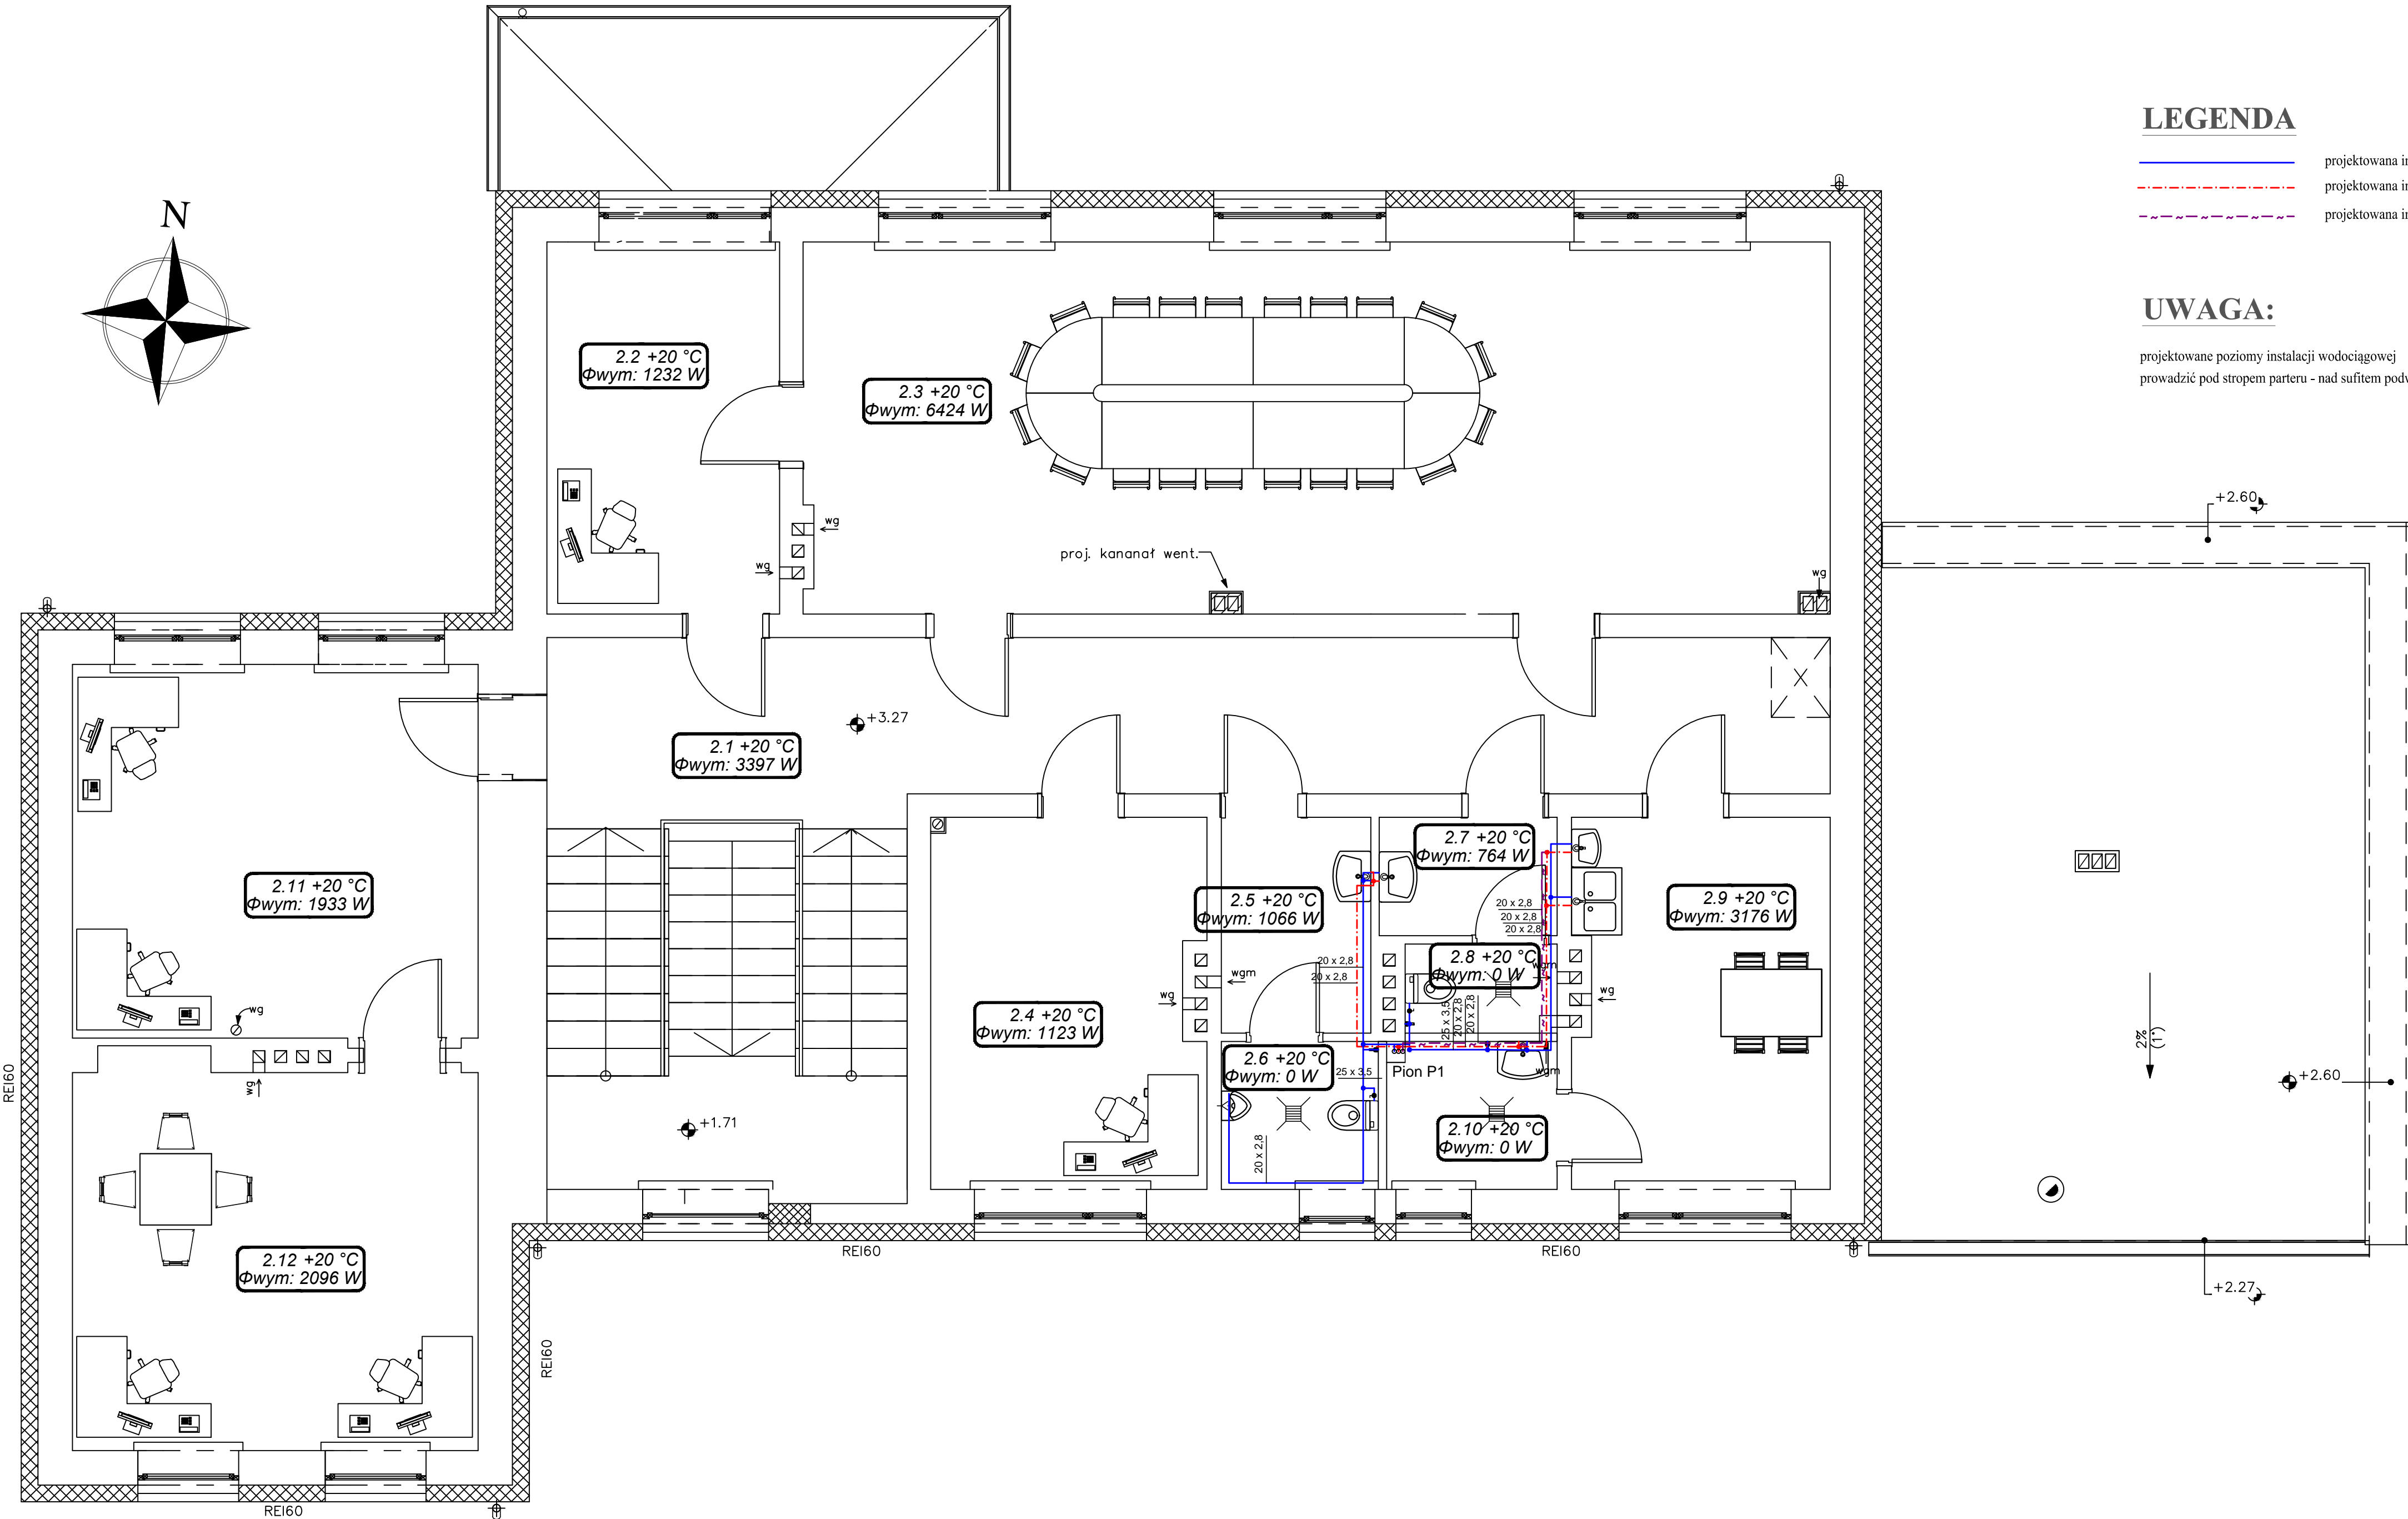 LEGENDA
projektowana i
projektowana i
projektowana i
UWAGA:
projektowane poziomy instalacji wodociągowej
prowadzić pod stropem parteru - nad sufitem
N
2.2 +20 °C
Φwym: 1232 W
2.3 +20 °C
Φwym: 6424 W
+2.60
wg
wg
proj. kananał went.
wg
+3.27
2.1 +20 °C
Φwym: 3397 W
2.7 +20 °C
Φwym: 764 W
2.11 +20 °C
Φwym: 1933 W
2.5 +20 °C
Φwym: 1066 W
2.9 +20 °C
Φwym: 3176 W
20 x 2,8
20 x 2,8
20 x 2,8
2.8 +20 °C
Φwym: 0 W
wgm
20 x 2,8
20 x 2,8
wgm
wg
wg
wg
25 x 3,5
20 x 2,8
20 x 2,8
2.4 +20 °C
Φwym: 1123 W
2%
(1°)
2.6 +20 °C
Φwym: 0 W
25 x 3,5
Pion P1
wgm
+2.60
wg
REI60
+1.71
2.10 +20 °C
Φwym: 0 W
20 x 2,8
2.12 +20 °C
Φwym: 2096 W
REI60
REI60
+2.27
REI60
REI60